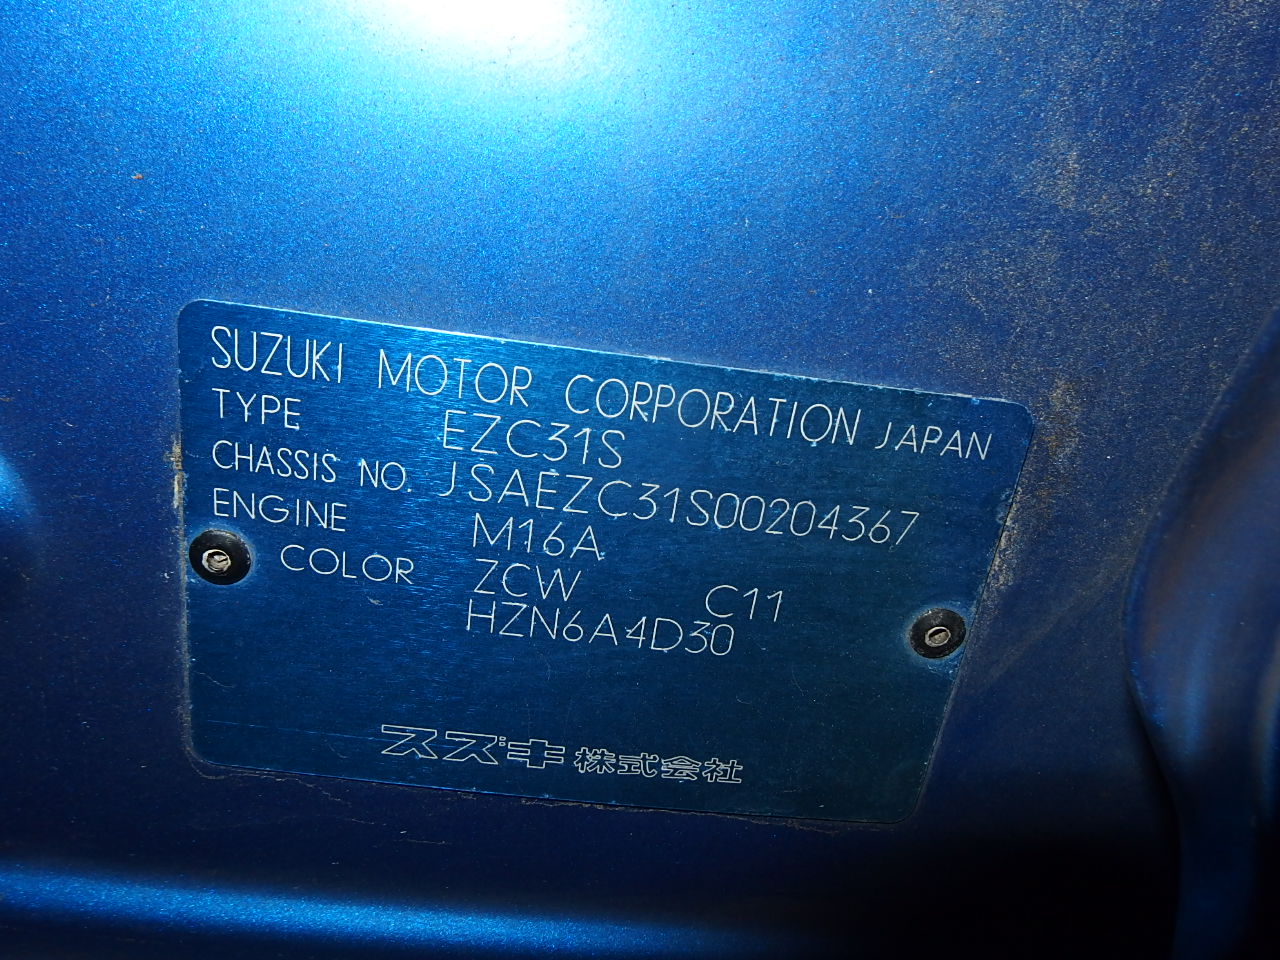 SUZUKI MOTOR CORPORATION JAPAN
TYPE EZC31S
CHASSIS NO. JSAEZC31S00204367
ENGINE M16A
COLOR ZCW C11
HZN6A4D30
スズキ株式会社